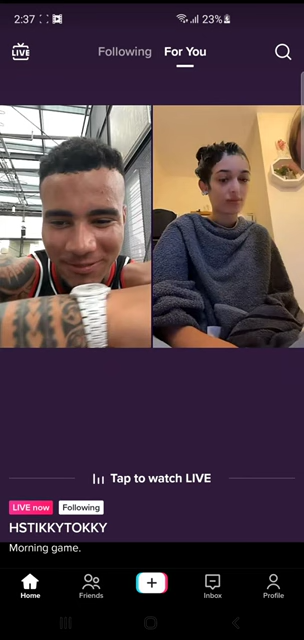 2:37 23%
LIVE Following For You
Tap to watch LIVE
LIVE now Following
HSTIKKYTOKKY
Morning game.
Home Friends Inbox Profile